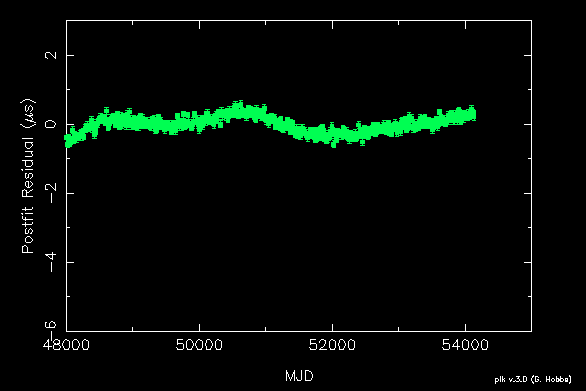 2
0
-2
-4
-6
Postfit Residual (μs)
48000 50000 52000 54000
MJD
plk v.3.0 (G. Hobbs)